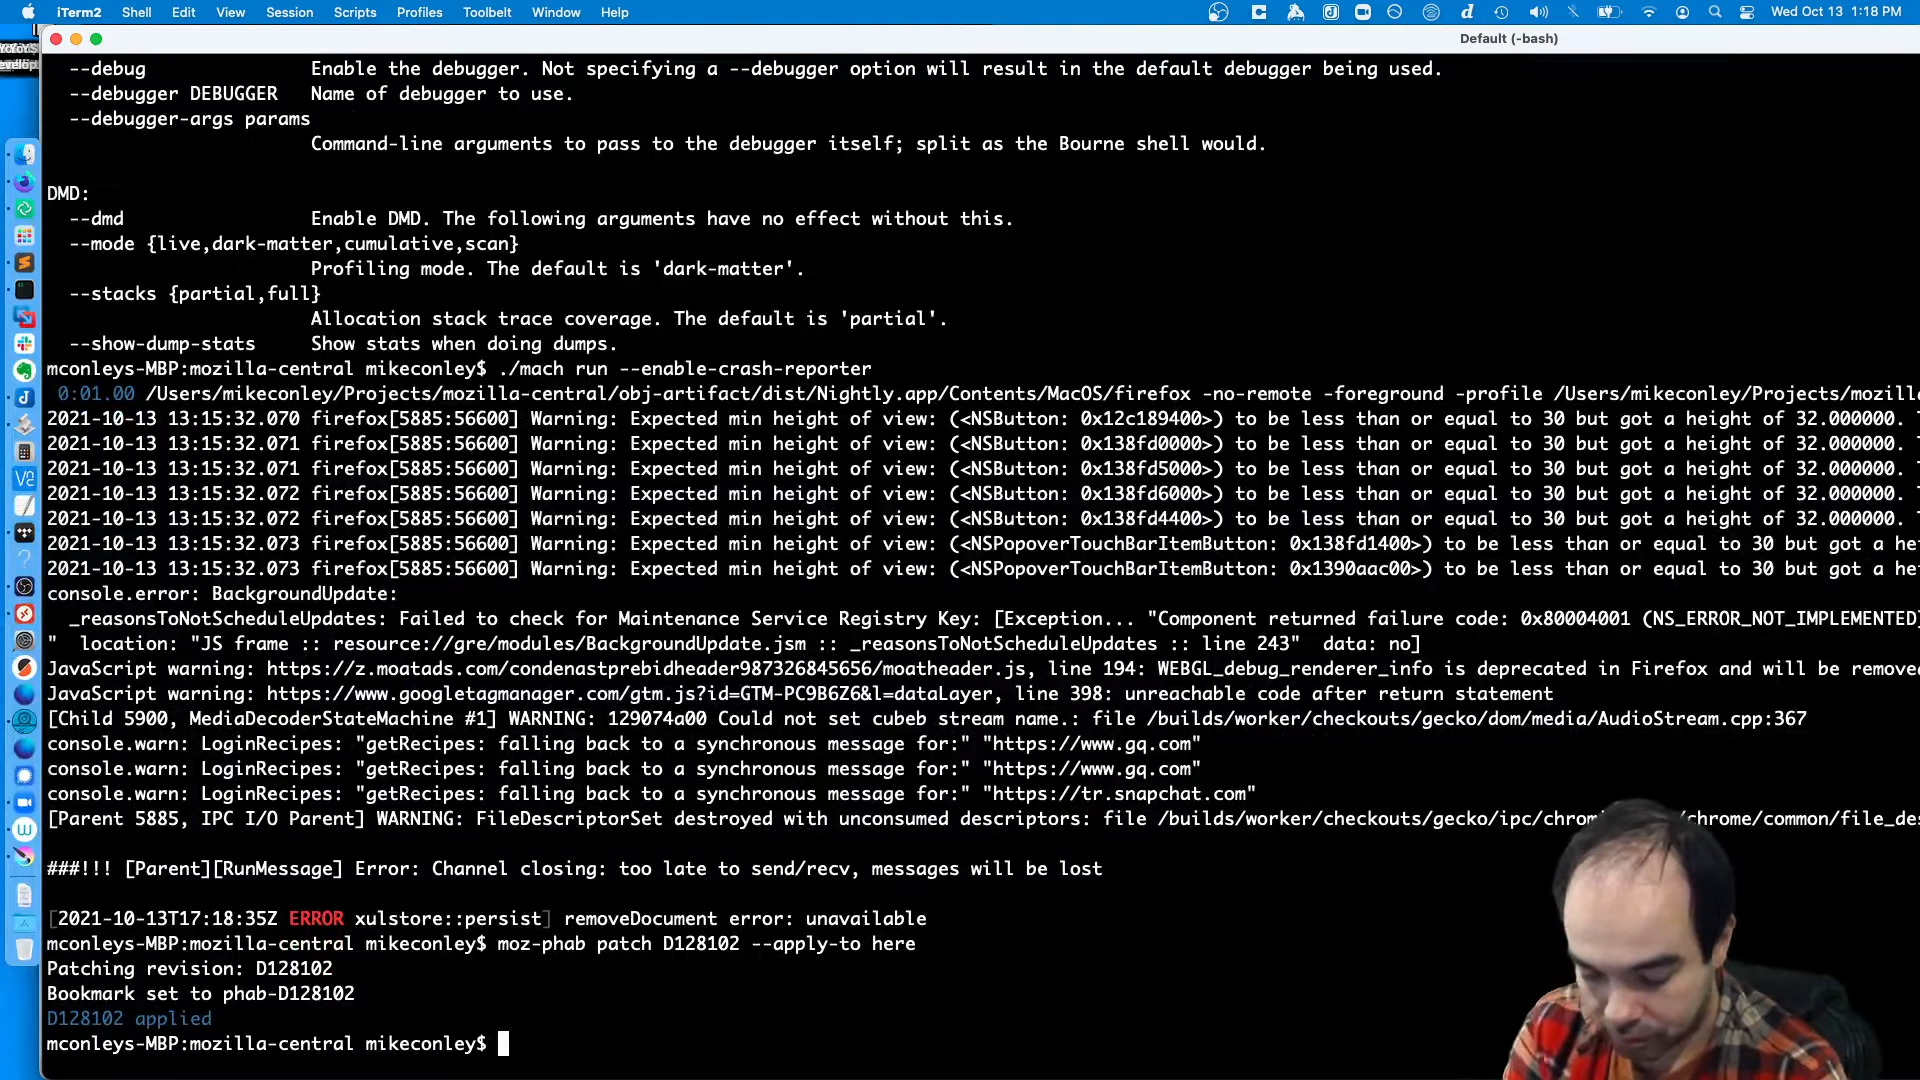 iTerm2 Shell Edit View Session Scripts Profiles Toolbelt Window Help Wed Oct 13 1:18 PM
Default (-bash)
--debug Enable the debugger. Not specifying a --debugger option will result in the default debugger being used.
--debugger DEBUGGER Name of debugger to use.
--debugger-args params
Command-line arguments to pass to the debugger itself; split as the Bourne shell would.
DMD:
--dmd Enable DMD. The following arguments have no effect without this.
--mode {live,dark-matter,cumulative,scan}
Profiling mode. The default is 'dark-matter'.
--stacks {partial,full}
Allocation stack trace coverage. The default is 'partial'.
--show-dump-stats Show stats when doing dumps.
mconleys-MBP:mozilla-central mikeconley$ ./mach run --enable-crash-reporter
0:01.00 /Users/mikeconley/Projects/mozilla-central/obj-artifact/dist/Nightly.app/Contents/MacOS/firefox -no-remote -foreground -profile /Users/mikeconley/Projects/mozill
2021-10-13 13:15:32.070 firefox[5885:56600] Warning: Expected min height of view: (<NSButton: 0x12c189400>) to be less than or equal to 30 but got a height of 32.000000.
2021-10-13 13:15:32.071 firefox[5885:56600] Warning: Expected min height of view: (<NSButton: 0x138fd0000>) to be less than or equal to 30 but got a height of 32.000000.
2021-10-13 13:15:32.071 firefox[5885:56600] Warning: Expected min height of view: (<NSButton: 0x138fd5000>) to be less than or equal to 30 but got a height of 32.000000.
2021-10-13 13:15:32.072 firefox[5885:56600] Warning: Expected min height of view: (<NSButton: 0x138fd6000>) to be less than or equal to 30 but got a height of 32.000000.
2021-10-13 13:15:32.072 firefox[5885:56600] Warning: Expected min height of view: (<NSButton: 0x138fd4400>) to be less than or equal to 30 but got a height of 32.000000.
2021-10-13 13:15:32.073 firefox[5885:56600] Warning: Expected min height of view: (<NSPopoverTouchBarItemButton: 0x138fd1400>) to be less than or equal to 30 but got a he
2021-10-13 13:15:32.073 firefox[5885:56600] Warning: Expected min height of view: (<NSPopoverTouchBarItemButton: 0x1390aac00>) to be less than or equal to 30 but got a he
console.error: BackgroundUpdate:
_reasonsToNotScheduleUpdates: Failed to check for Maintenance Service Registry Key: [Exception... "Component returned failure code: 0x80004001 (NS_ERROR_NOT_IMPLEMENTED)
" location: "JS frame :: resource://gre/modules/BackgroundUpdate.jsm :: _reasonsToNotScheduleUpdates :: line 243" data: no]
JavaScript warning: https://z.moatads.com/condenastprebidheader987326845656/moatheader.js, line 194: WEBGL_debug_renderer_info is deprecated in Firefox and will be remove
JavaScript warning: https://www.googletagmanager.com/gtm.js?id=GTM-PC9B6Z6&l=dataLayer, line 398: unreachable code after return statement
[Child 5900, MediaDecoderStateMachine #1] WARNING: 129074a00 Could not set cubeb stream name.: file /builds/worker/checkouts/gecko/dom/media/AudioStream.cpp:367
console.warn: LoginRecipes: "getRecipes: falling back to a synchronous message for:" "https://www.gq.com"
console.warn: LoginRecipes: "getRecipes: falling back to a synchronous message for:" "https://www.gq.com"
console.warn: LoginRecipes: "getRecipes: falling back to a synchronous message for:" "https://tr.snapchat.com"
[Parent 5885, IPC I/O Parent] WARNING: FileDescriptorSet destroyed with unconsumed descriptors: file /builds/worker/checkouts/gecko/ipc/chrom /chrome/common/file_des
###!!! [Parent][RunMessage] Error: Channel closing: too late to send/recv, messages will be lost
[2021-10-13T17:18:35Z ERROR xulstore::persist] removeDocument error: unavailable
mconleys-MBP:mozilla-central mikeconley$ moz-phab patch D128102 --apply-to here
Patching revision: D128102
Bookmark set to phab-D128102
D128102 applied
mconleys-MBP:mozilla-central mikeconley$